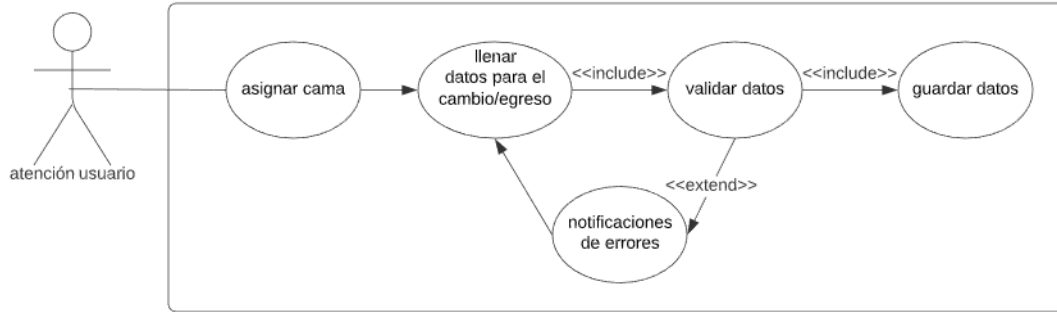 atención usuario
asignar cama
llenar
datos para el
cambio/egreso
<<include>>
validar datos
<<include>>
guardar datos
<<extend>>
notificaciones
de errores